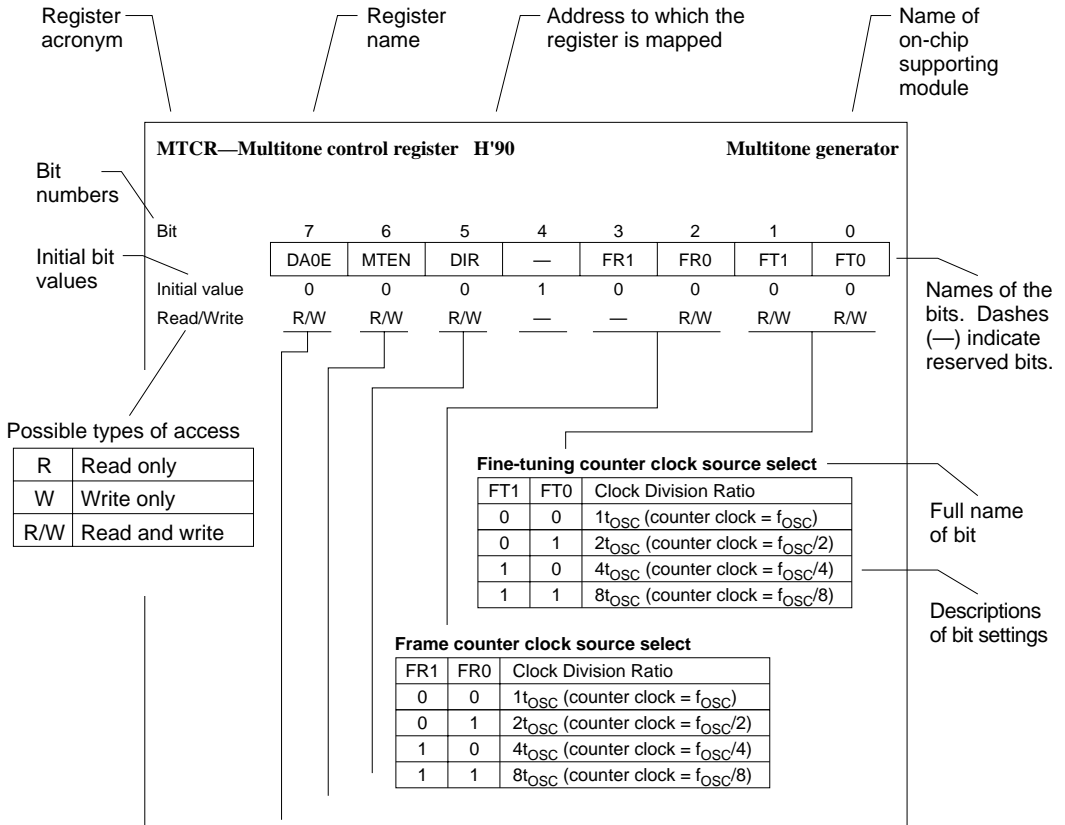 Register acronym
Register name
Address to which the register is mapped
Name of on-chip supporting module
MTCR—Multitone control register H'90 Multitone generator
Bit numbers
Bit 7 6 5 4 3 2 1 0
DA0E MTEN DIR — FR1 FR0 FT1 FT0
Initial bit values
Initial value 0 0 0 1 0 0 0 0
Read/Write R/W R/W R/W — — R/W R/W R/W
Names of the bits. Dashes (—) indicate reserved bits.
Possible types of access
R Read only
W Write only
R/W Read and write
Fine-tuning counter clock source select
FT1 FT0 Clock Division Ratio
0 0 1tOSC (counter clock = fOSC)
0 1 2tOSC (counter clock = fOSC/2)
1 0 4tOSC (counter clock = fOSC/4)
1 1 8tOSC (counter clock = fOSC/8)
Full name of bit
Descriptions of bit settings
Frame counter clock source select
FR1 FR0 Clock Division Ratio
0 0 1tOSC (counter clock = fOSC)
0 1 2tOSC (counter clock = fOSC/2)
1 0 4tOSC (counter clock = fOSC/4)
1 1 8tOSC (counter clock = fOSC/8)